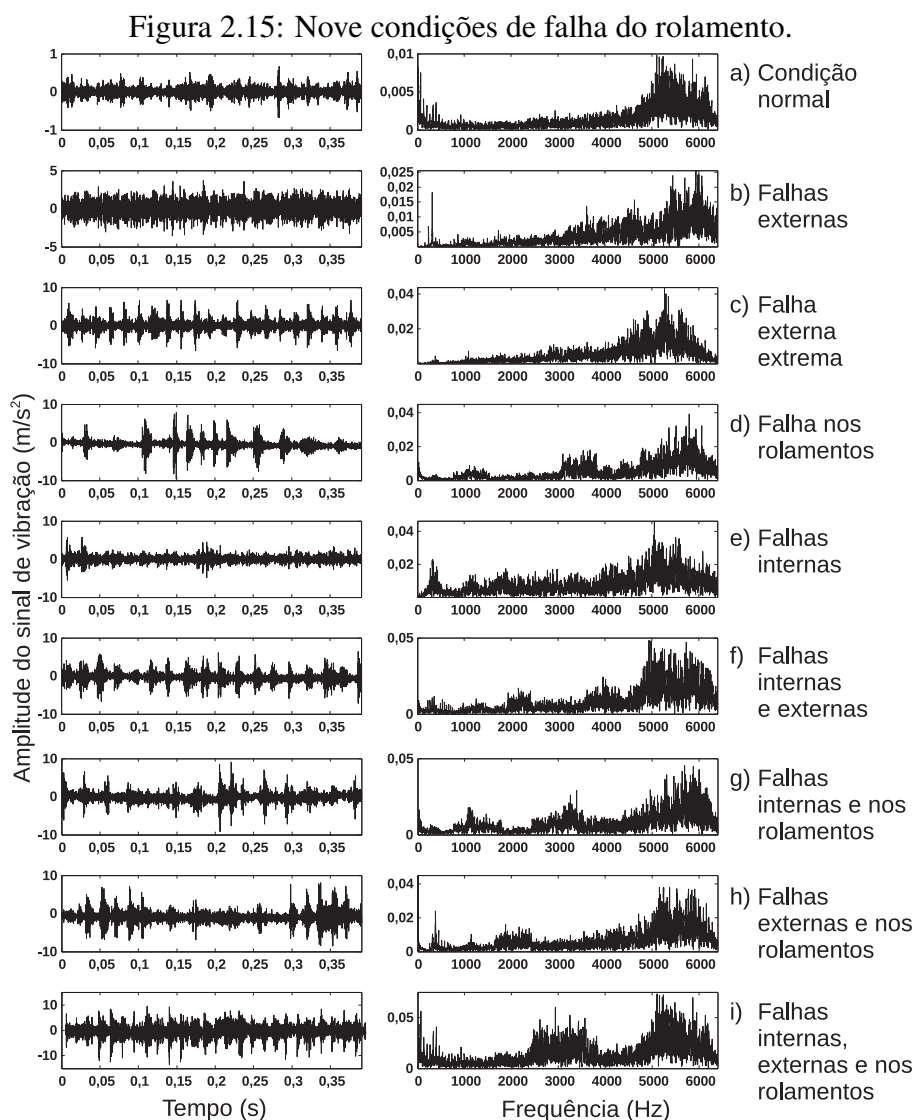 Figura 2.15: Nove condições de falha do rolamento.
1
0
-1
0 0,05 0,1 0,15 0,2 0,25 0,3 0,35
0,01
0,005
0
0 1000 2000 3000 4000 5000 6000
a) Condição
normal
5
0
-5
0 0,05 0,1 0,15 0,2 0,25 0,3 0,35
0,025
0,02
0,015
0,01
0,005
0 1000 2000 3000 4000 5000 6000
b) Falhas
externas
10
0
-10
0 0,05 0,1 0,15 0,2 0,25 0,3 0,35
0,04
0,02
0 1000 2000 3000 4000 5000 6000
c) Falha
externa
extrema
10
0
-10
0 0,05 0,1 0,15 0,2 0,25 0,3 0,35
0,04
0,02
0
0 1000 2000 3000 4000 5000 6000
d) Falha nos
rolamentos
Amplitude do sinal de vibração (m/s²)
10
0
-10
0 0,05 0,1 0,15 0,2 0,25 0,3 0,35
0,04
0,02
0 1000 2000 3000 4000 5000 6000
e) Falhas
internas
10
0
-10
0 0,05 0,1 0,15 0,2 0,25 0,3 0,35
0,05
0
0 1000 2000 3000 4000 5000 6000
f) Falhas
internas
e externas
10
0
-10
0 0,05 0,1 0,15 0,2 0,25 0,3 0,35
0,05
0
0 1000 2000 3000 4000 5000 6000
g) Falhas
internas e nos
rolamentos
10
0
-10
0 0,05 0,1 0,15 0,2 0,25 0,3 0,35
0,04
0,02
0
0 1000 2000 3000 4000 5000 6000
h) Falhas
externas e nos
rolamentos
10
0
-10
0 0,05 0,1 0,15 0,2 0,25 0,3 0,35
0,05
0
0 1000 2000 3000 4000 5000 6000
i) Falhas
internas,
externas e nos
rolamentos
Tempo (s)
Frequência (Hz)